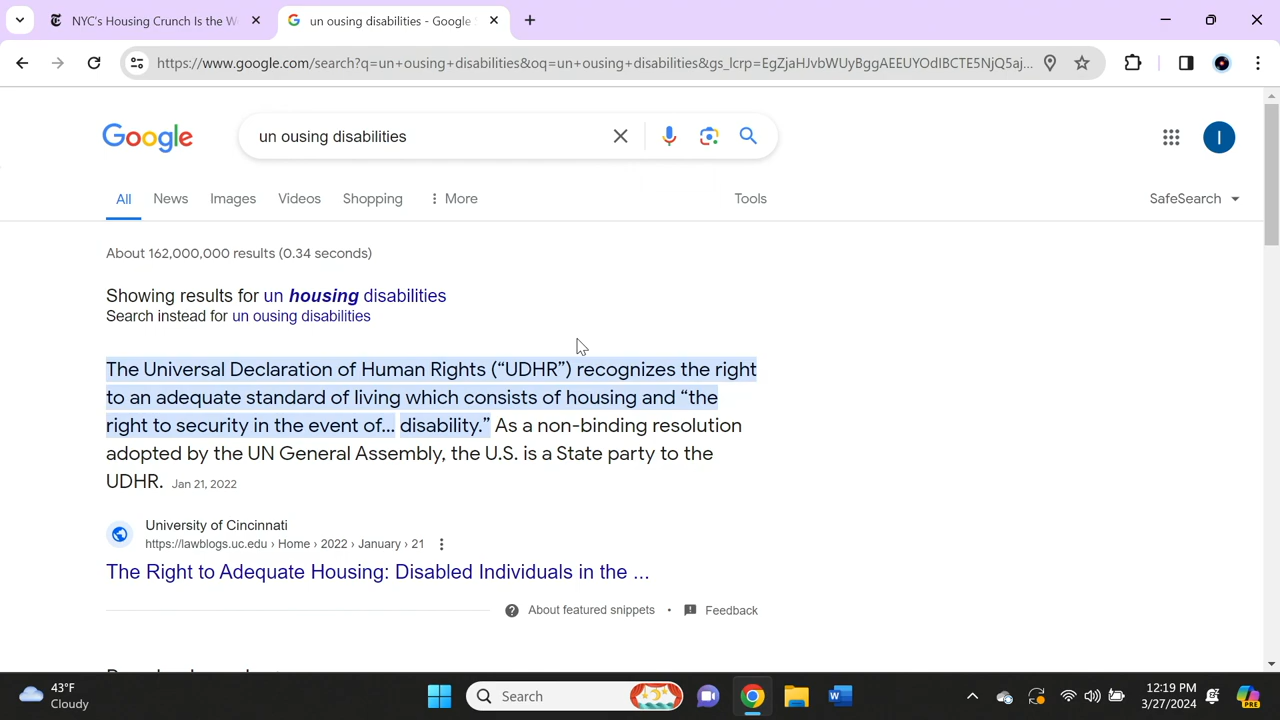 NYC's Housing Crunch Is the W
un ousing disabilities - Google S
https://www.google.com/search?q=un+ousing+disabilities&oq=un+ousing+disabilities&gs_lcrp=EgZjaHJvbWUyBggAEEUYOdIBCTE5NjQ5aj...
Google
un ousing disabilities
I
All News Images Videos Shopping More Tools SafeSearch
About 162,000,000 results (0.34 seconds)
Showing results for un housing disabilities
Search instead for un ousing disabilities
The Universal Declaration of Human Rights (“UDHR”) recognizes the right
to an adequate standard of living which consists of housing and “the
right to security in the event of... disability.” As a non-binding resolution
adopted by the UN General Assembly, the U.S. is a State party to the
UDHR. Jan 21, 2022
University of Cincinnati
https://lawblogs.uc.edu › Home › 2022 › January › 21
The Right to Adequate Housing: Disabled Individuals in the ...
About featured snippets • Feedback
43°F
Cloudy
Search
12:19 PM
3/27/2024
PRE